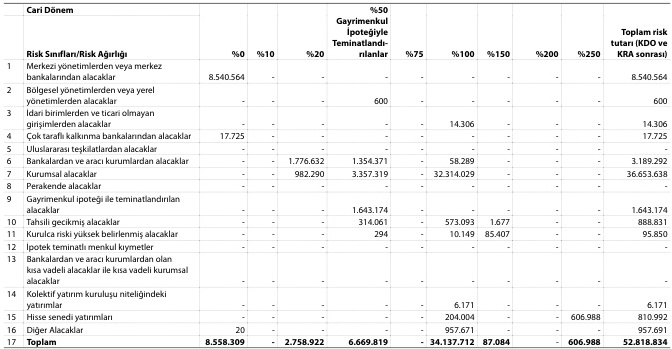 Cari Dönem %50
Gayrimenkul
İpoteğiyle
Teminatlandı- Toplam risk
tutarı (KDO ve
Risk Sınıfları/Risk Ağırlığı %0 %10 %20 rılanlar %75 %100 %150 %200 %250 KRA sonrası)
1 Merkezi yönetimlerden veya merkez
bankalarından alacaklar 8.540.564 - - - - - - - - 8.540.564
2 Bölgesel yönetimlerden veya yerel
yönetimlerden alacaklar - - - 600 - - - - - 600
3 İdari birimlerden ve ticari olmayan
girişimlerden alacaklar - - - - - 14.306 - - - 14.306
4 Çok taraflı kalkınma bankalarından alacaklar 17.725 - - - - - - - - 17.725
5 Uluslararası teşkilatlardan alacaklar - - - - - - - - - -
6 Bankalardan ve aracı kurumlardan alacaklar - - 1.776.632 1.354.371 - 58.289 - - - 3.189.292
7 Kurumsal alacaklar - - 982.290 3.357.319 - 32.314.029 - - - 36.653.638
8 Perakende alacaklar - - - - - - - - - -
9 Gayrimenkul ipoteği ile teminatlandırılan
alacaklar - - - 1.643.174 - - - - - 1.643.174
10 Tahsili gecikmiş alacaklar - - - 314.061 - 573.093 1.677 - - 888.831
11 Kurulca riski yüksek belirlenmiş alacaklar - - - 294 - 10.149 85.407 - - 95.850
12 İpotek teminatlı menkul kıymetler - - - - - - - - - -
13 Bankalardan ve aracı kurumlardan olan
kısa vadeli alacaklar ile kısa vadeli kurumsal
alacaklar - - - - - - - - - -
14 Kolektif yatırım kuruluşu niteliğindeki
yatırımlar - - - - - 6.171 - - - 6.171
15 Hisse senedi yatırımları - - - - - 204.004 - - 606.988 810.992
16 Diğer Alacaklar 20 - - - - 957.671 - - - 957.691
17 Toplam 8.558.309 - 2.758.922 6.669.819 - 34.137.712 87.084 - 606.988 52.818.834